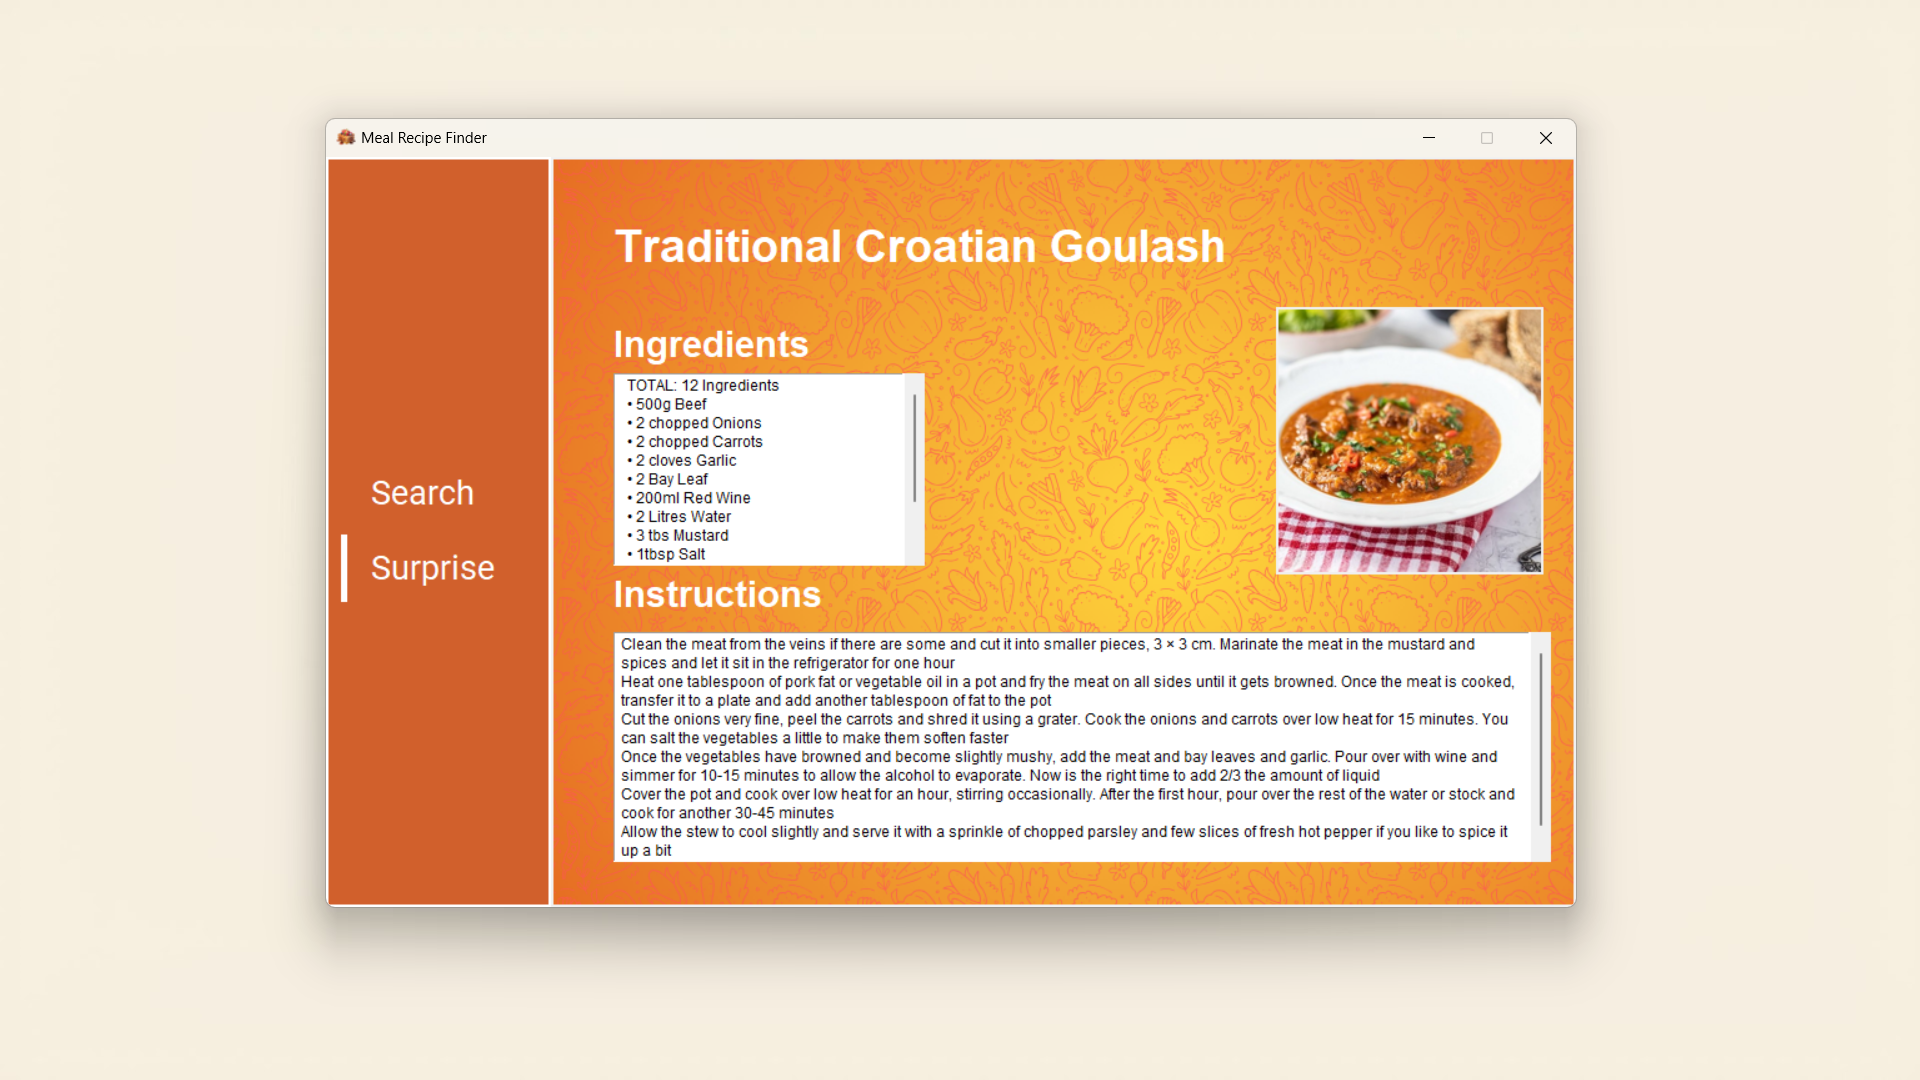 Meal Recipe Finder
Search
Surprise
Traditional Croatian Goulash
Ingredients
TOTAL: 12 Ingredients
• 500g Beef
• 2 chopped Onions
• 2 chopped Carrots
• 2 cloves Garlic
• 2 Bay Leaf
• 200ml Red Wine
• 2 Litres Water
• 3 tbs Mustard
• 1tbsp Salt
Instructions
Clean the meat from the veins if there are some and cut it into smaller pieces, 3 × 3 cm. Marinate the meat in the mustard and
spices and let it sit in the refrigerator for one hour
Heat one tablespoon of pork fat or vegetable oil in a pot and fry the meat on all sides until it gets browned. Once the meat is cooked,
transfer it to a plate and add another tablespoon of fat to the pot
Cut the onions very fine, peel the carrots and shred it using a grater. Cook the onions and carrots over low heat for 15 minutes. You
can salt the vegetables a little to make them soften faster
Once the vegetables have browned and become slightly mushy, add the meat and bay leaves and garlic. Pour over with wine and
simmer for 10-15 minutes to allow the alcohol to evaporate. Now is the right time to add 2/3 the amount of liquid
Cover the pot and cook over low heat for an hour, stirring occasionally. After the first hour, pour over the rest of the water or stock and
cook for another 30-45 minutes
Allow the stew to cool slightly and serve it with a sprinkle of chopped parsley and few slices of fresh hot pepper if you like to spice it
up a bit